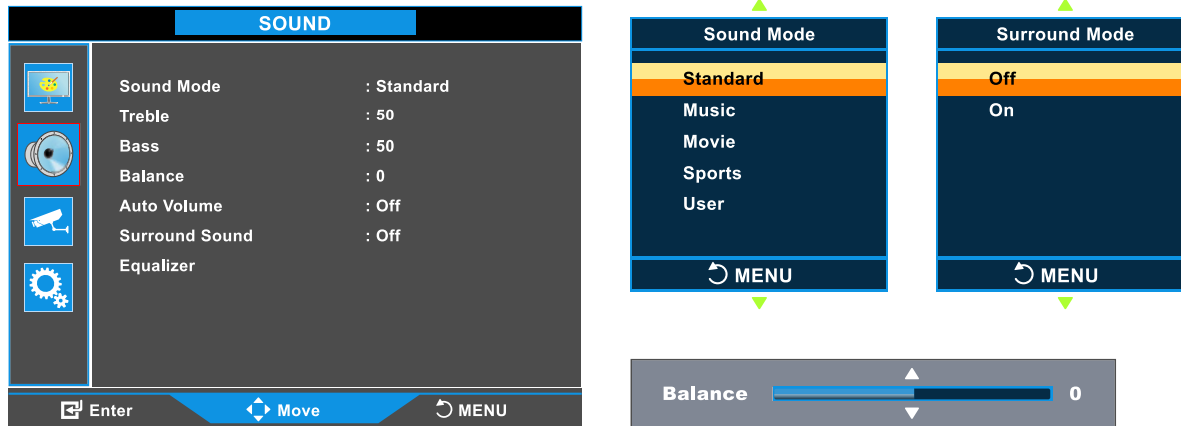 SOUND
Sound Mode : Standard
Treble : 50
Bass : 50
Balance : 0
Auto Volume : Off
Surround Sound : Off
Equalizer
Enter Move MENU
Sound Mode
Standard
Music
Movie
Sports
User
MENU
Surround Mode
Off
On
MENU
Balance 0